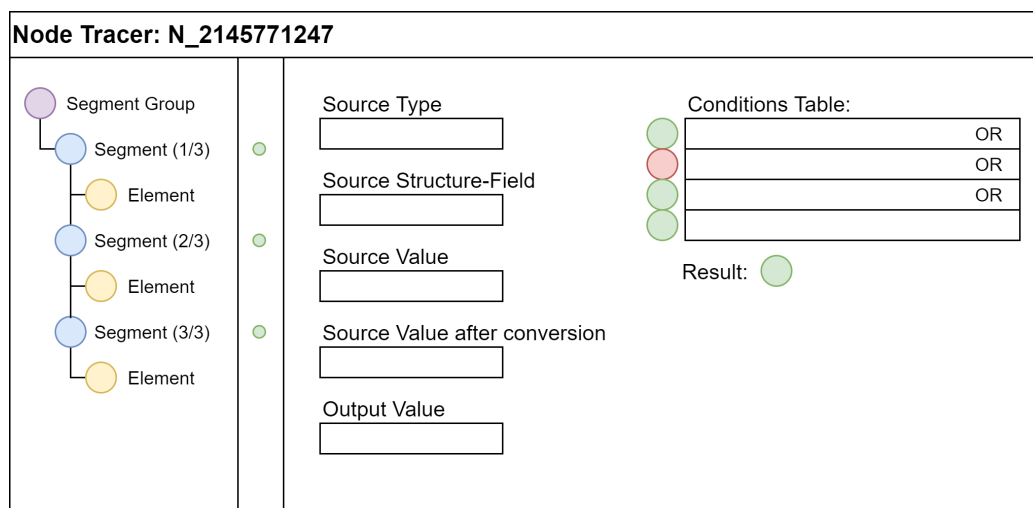 Node Tracer: N_2145771247
Segment Group
Segment (1/3)
Element
Segment (2/3)
Element
Segment (3/3)
Element
Source Type
Source Structure-Field
Source Value
Source Value after conversion
Output Value
Conditions Table:
OR
OR
OR
Result: